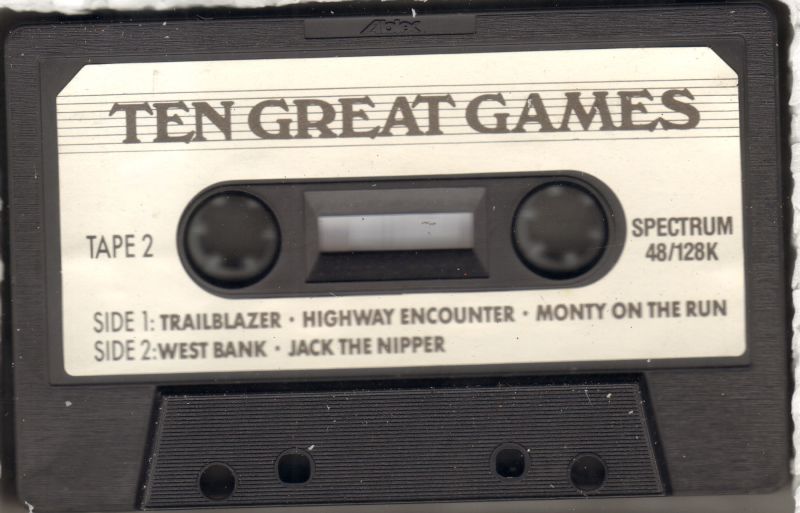 TEN GREAT GAMES
TAPE 2
SPECTRUM
48/128K
SIDE 1: TRAILBLAZER · HIGHWAY ENCOUNTER · MONTY ON THE RUN
SIDE 2: WEST BANK · JACK THE NIPPER